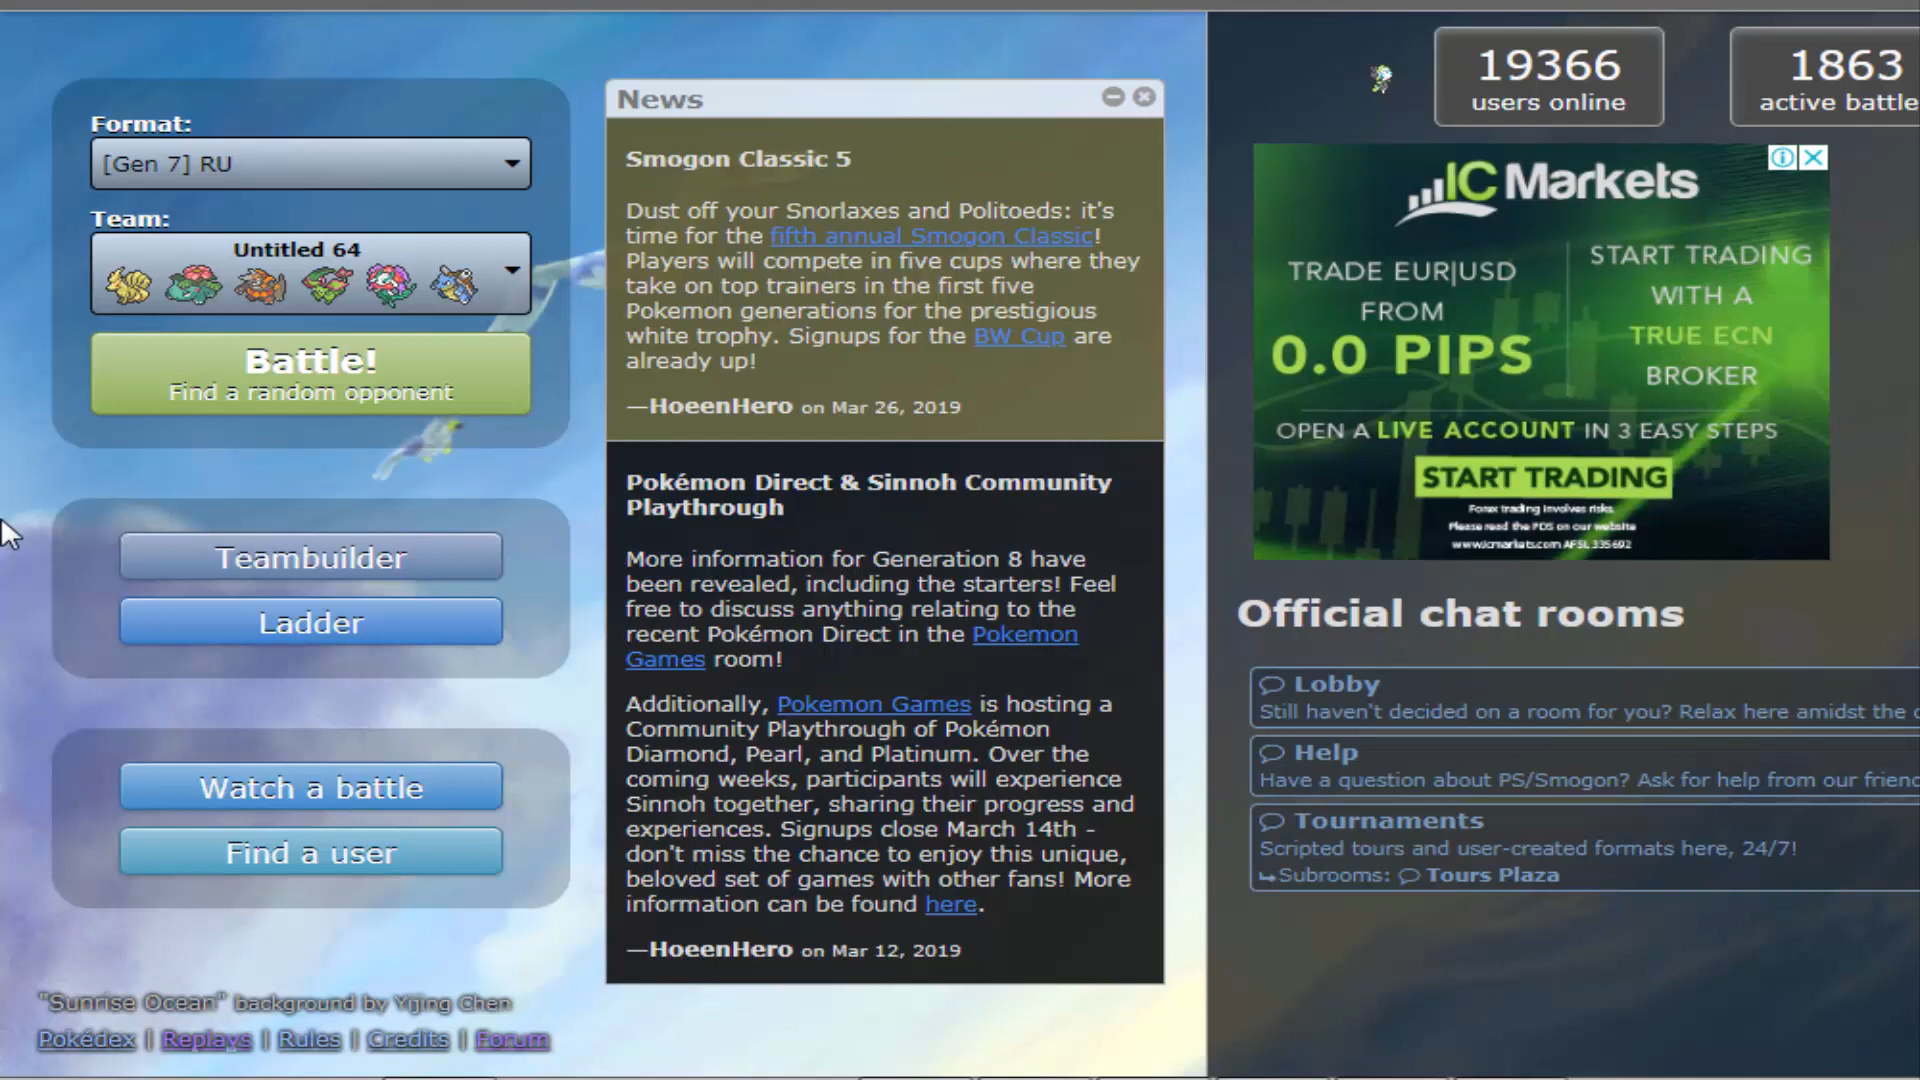 Format:
[Gen 7] RU
Team:
Untitled 64
Battle!
Find a random opponent
Teambuilder
Ladder
Watch a battle
Find a user
"Sunrise Ocean" background by Yijing Chen
Pokédex | Replays | Rules | Credits | Forum
News
Smogon Classic 5
Dust off your Snorlaxes and Politoeds: it's
time for the fifth annual Smogon Classic!
Players will compete in five cups where they
take on top trainers in the first five
Pokemon generations for the prestigious
white trophy. Signups for the BW Cup are
already up!
—HoeenHero on Mar 26, 2019
Pokémon Direct & Sinnoh Community
Playthrough
More information for Generation 8 have
been revealed, including the starters! Feel
free to discuss anything relating to the
recent Pokémon Direct in the Pokemon
Games room!
Additionally, Pokemon Games is hosting a
Community Playthrough of Pokémon
Diamond, Pearl, and Platinum. Over the
coming weeks, participants will experience
Sinnoh together, sharing their progress and
experiences. Signups close March 14th -
don't miss the chance to enjoy this unique,
beloved set of games with other fans! More
information can be found here.
—HoeenHero on Mar 12, 2019
19366
users online
1863
active battle
IC Markets
TRADE EUR|USD
FROM
0.0 PIPS
START TRADING
WITH A
TRUE ECN
BROKER
OPEN A LIVE ACCOUNT IN 3 EASY STEPS
START TRADING
Forex trading involves risks.
Please read the PDS on our website
www.icmarkets.com AFSL 335692
Official chat rooms
Lobby
Still haven't decided on a room for you? Relax here amidst the
Help
Have a question about PS/Smogon? Ask for help from our
Tournaments
Scripted tours and user-created formats here, 24/7!
Subrooms: Tours Plaza